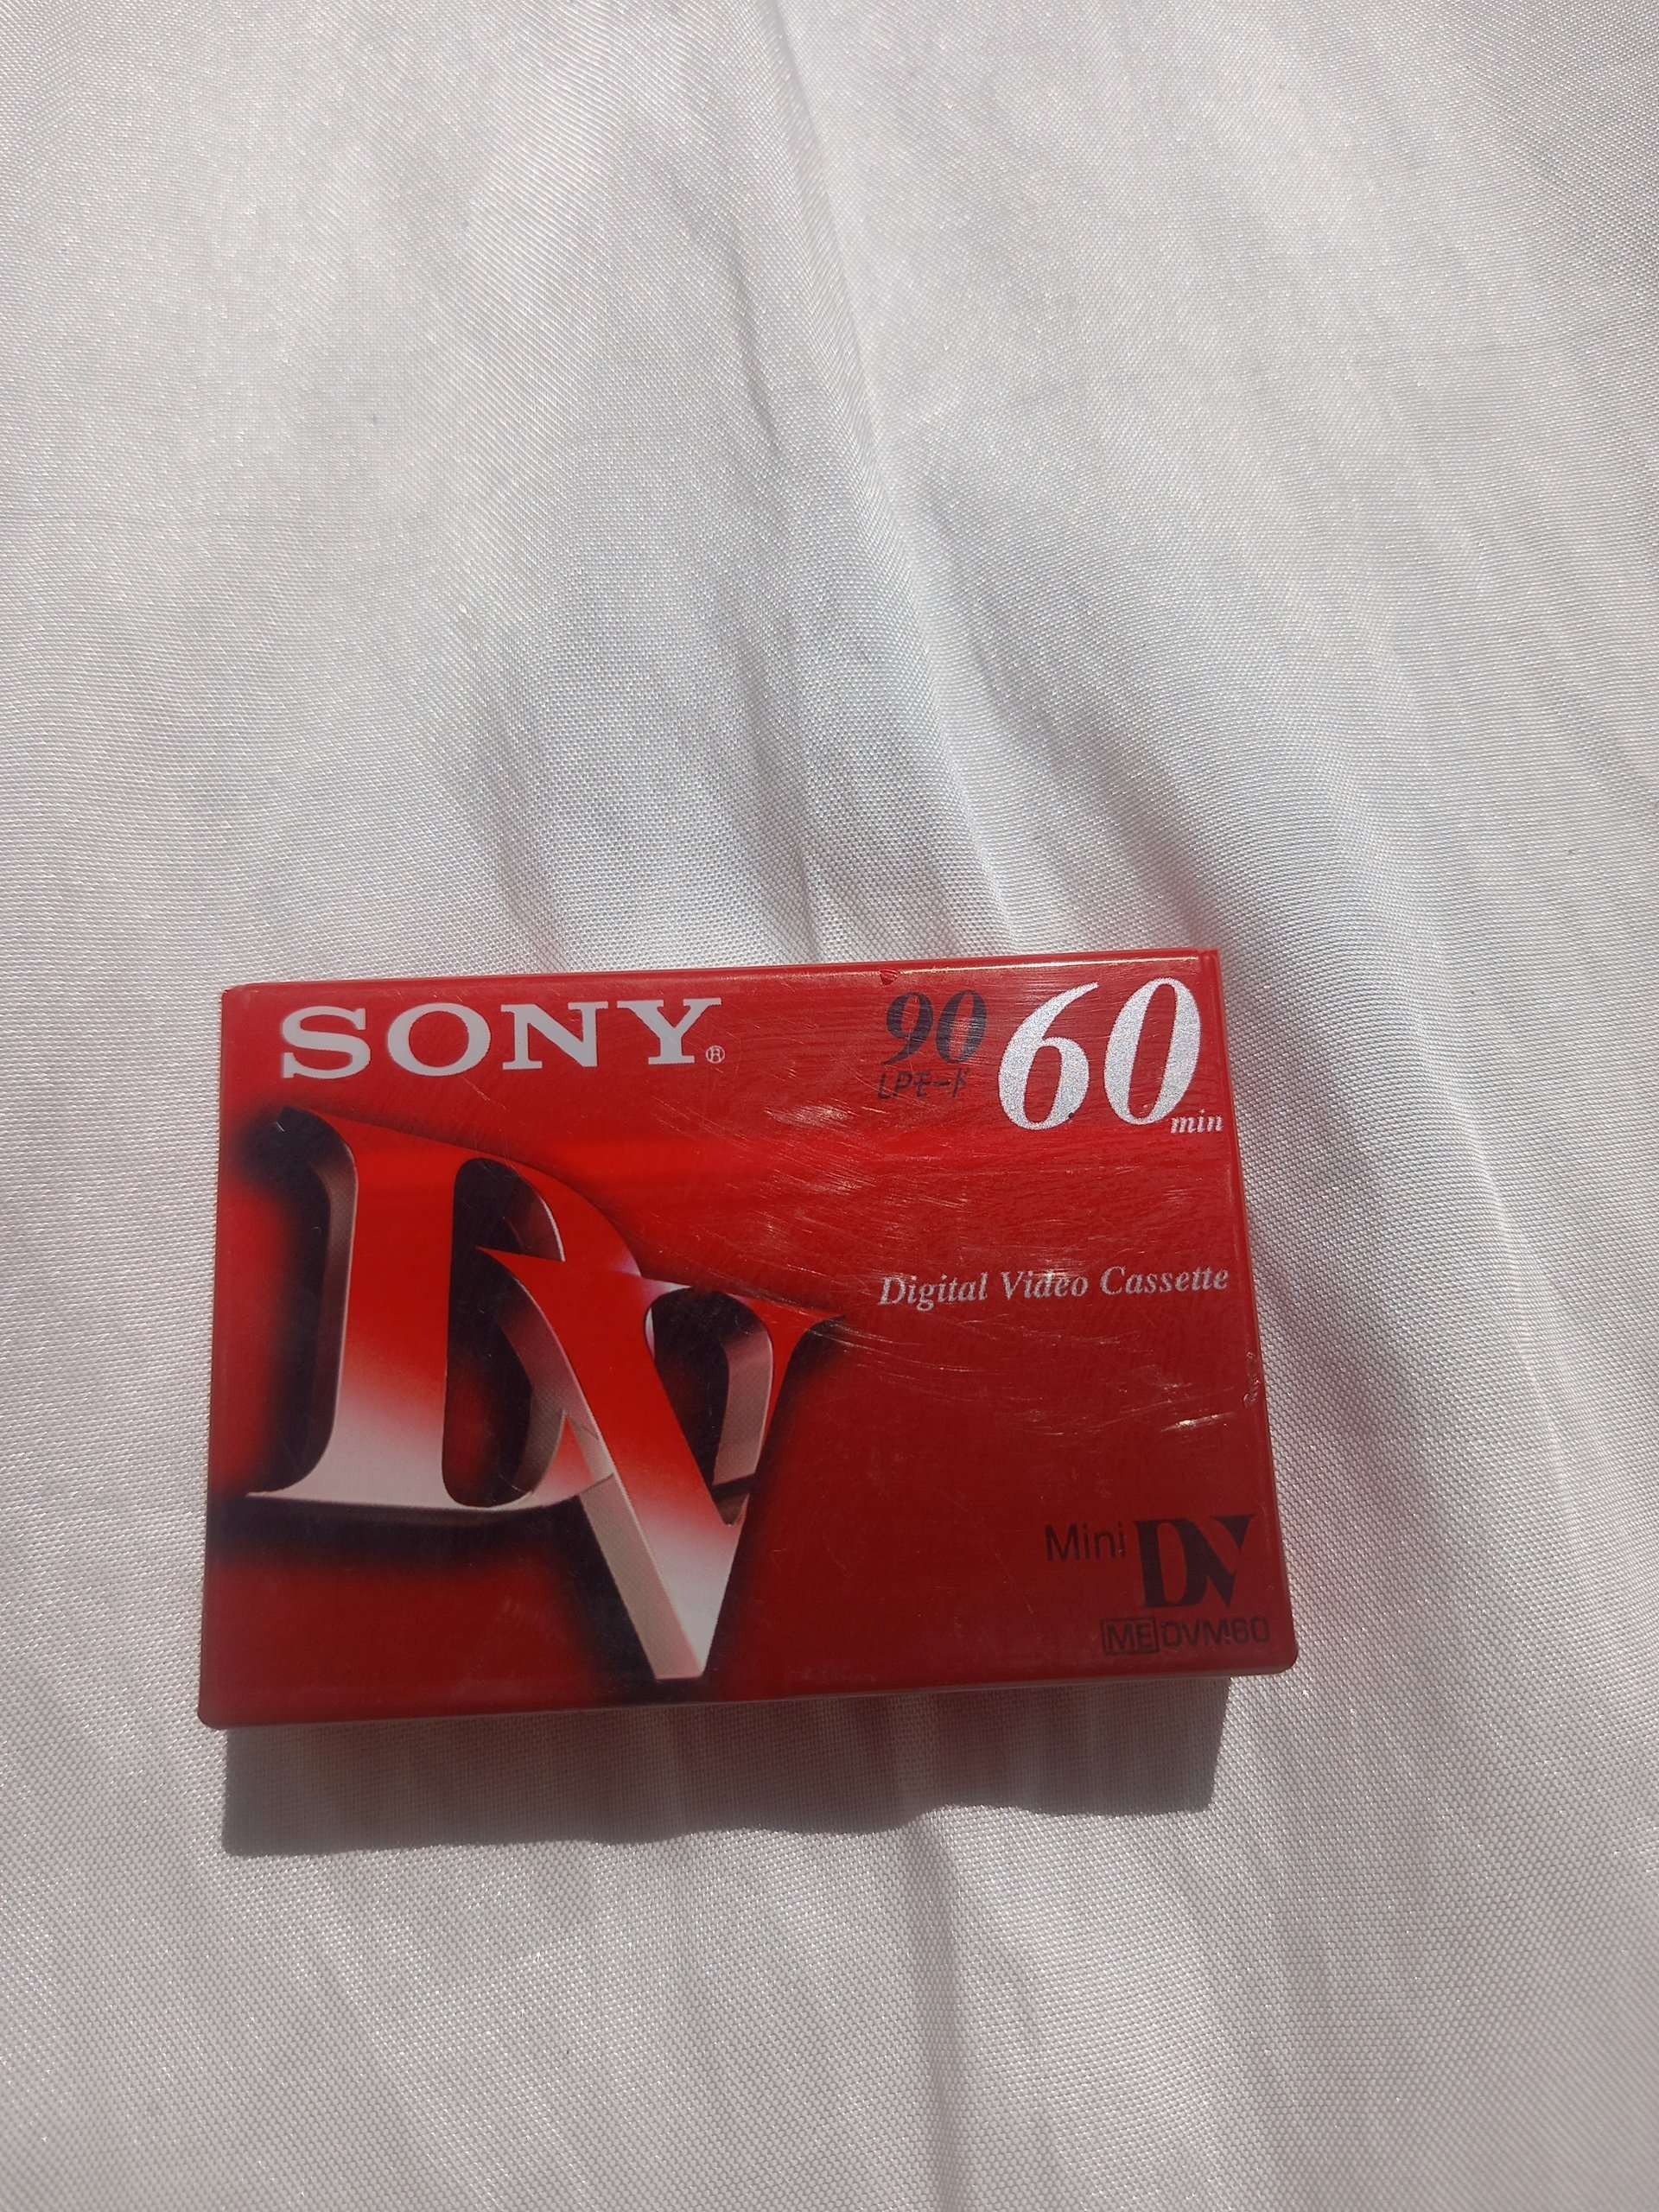 SONY®
90 60 min
LPモード
Digital Video Cassette
DV
Mini DV
ME DVM60